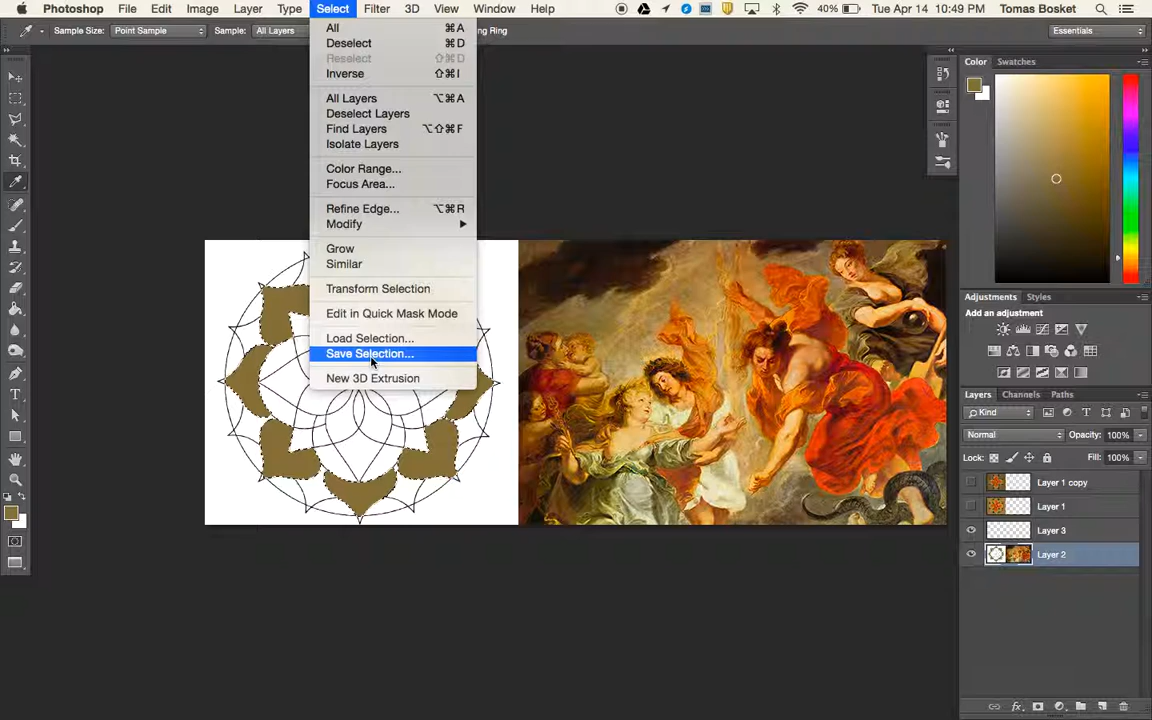 Photoshop File Edit Image Layer Type Select Filter 3D View Window Help 40% Tue Apr 14 10:49 PM Tomas Bosket
Sample Size: Point Sample Sample: All Layers ng Ring Essentials
All ⌘A
Deselect ⌘D
Reselect ⇧⌘D
Inverse ⇧⌘I
All Layers ⌥⌘A
Deselect Layers
Find Layers ⌥⇧⌘F
Isolate Layers
Color Range...
Focus Area...
Refine Edge... ⌥⌘R
Modify
Grow
Similar
Transform Selection
Edit in Quick Mask Mode
Load Selection...
Save Selection...
New 3D Extrusion
Color Swatches
Adjustments Styles
Add an adjustment
Layers Channels Paths
Kind
Normal Opacity: 100%
Lock: Fill: 100%
Layer 1 copy
Layer 1
Layer 3
Layer 2
fx